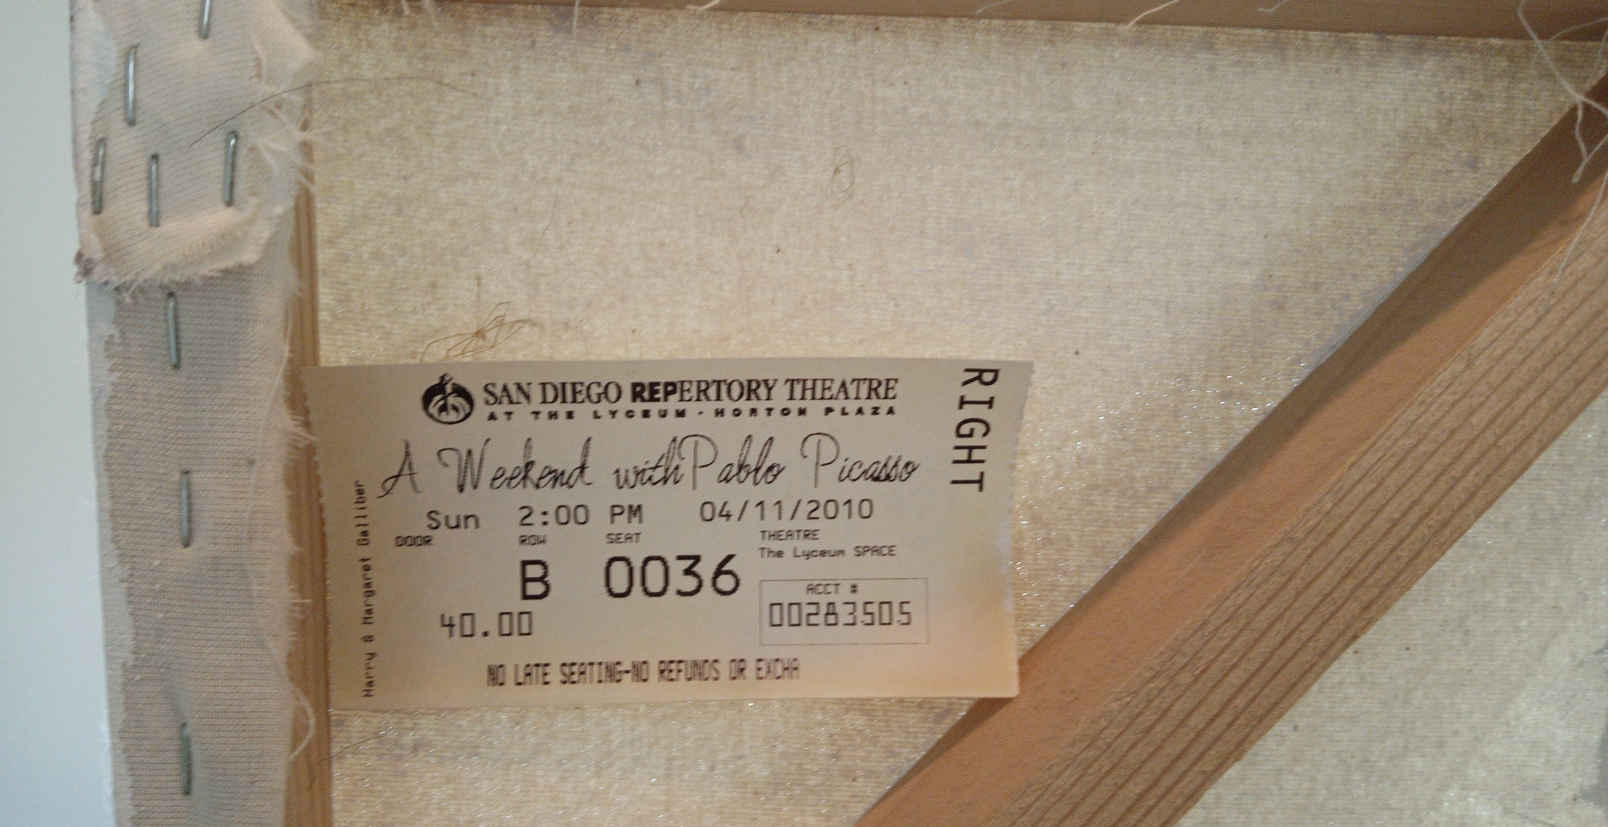 SAN DIEGO REPERTORY THEATRE
AT THE LYCEUM · HORTON PLAZA
A Weekend with Pablo Picasso
Sun 2:00 PM 04/11/2010
DOOR ROW SEAT THEATRE
The Lyceum SPACE
B 0036
ACCT #
00283505
40.00
NO LATE SEATING-NO REFUNDS OR EXCHA
Harry & Margaret Galliber
RIGHT